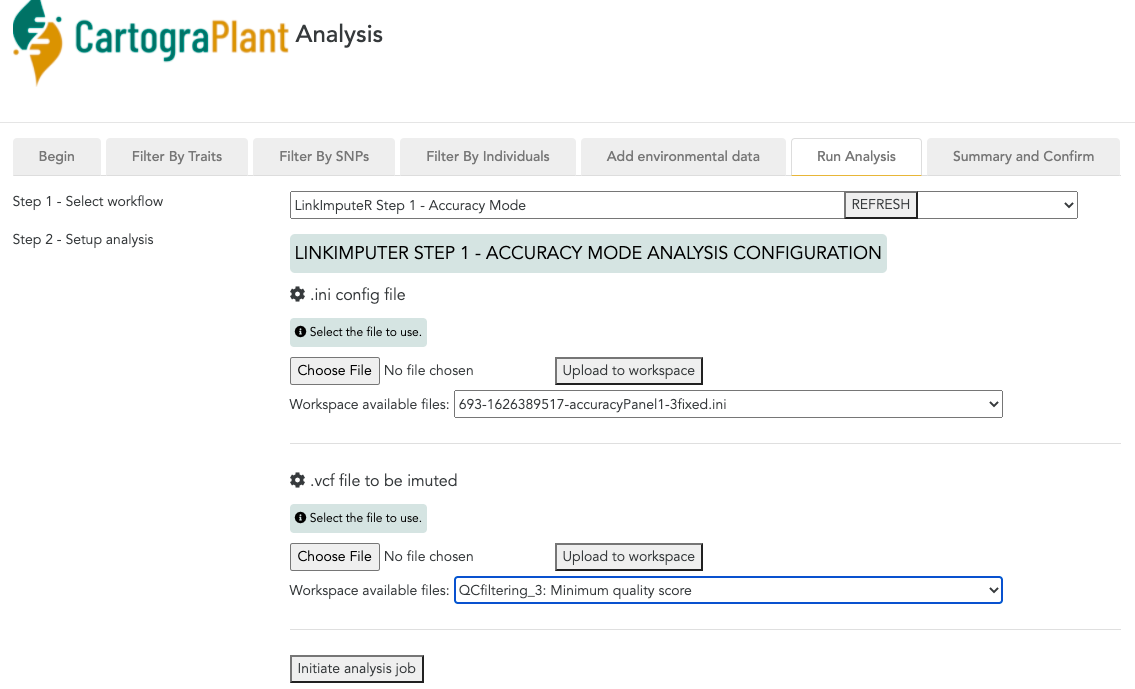 CartograPlant Analysis
Begin
Filter By Traits
Filter By SNPs
Filter By Individuals
Add environmental data
Run Analysis
Summary and Confirm
Step 1 - Select workflow
LinkImputeR Step 1 - Accuracy Mode
REFRESH
Step 2 - Setup analysis
LINKIMPUTER STEP 1 - ACCURACY MODE ANALYSIS CONFIGURATION
.ini config file
Select the file to use.
Choose File No file chosen
Upload to workspace
Workspace available files: 693-1626389517-accuracyPanel1-3fixed.ini
.vcf file to be imuted
Select the file to use.
Choose File No file chosen
Upload to workspace
Workspace available files: QCfiltering_3: Minimum quality score
Initiate analysis job